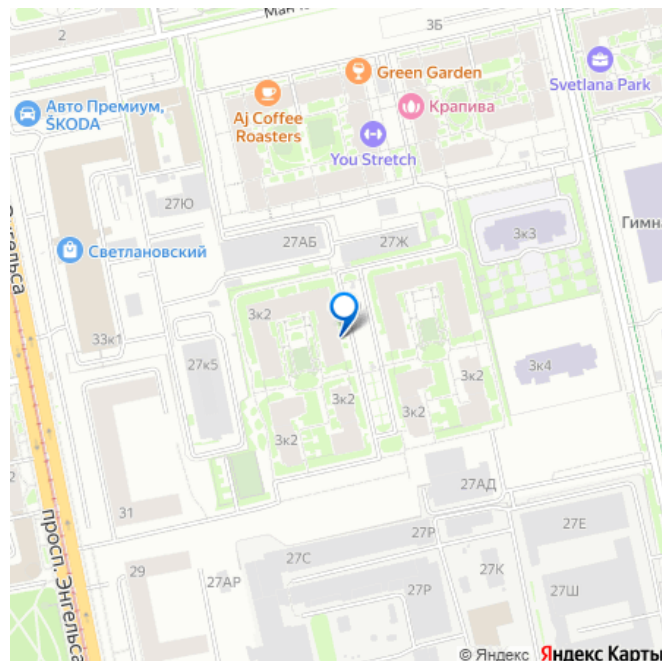 2
3Б
Green Garden
Svetlana Park
Авто Премиум,
ŠKODA
Aj Coffee
Roasters
Крапива
You Stretch
27Ю
Светлановский
27АБ
27Ж
3к3
Гимна
Энгельса
33к1
3к2
27к5
3к4
3к2
3к2
3к2
3к2
27АД
31
просп. Энгельса
27Р
27Е
29
27С
27АР
27Р
27К
27Ш
© Яндекс Яндекс Карты